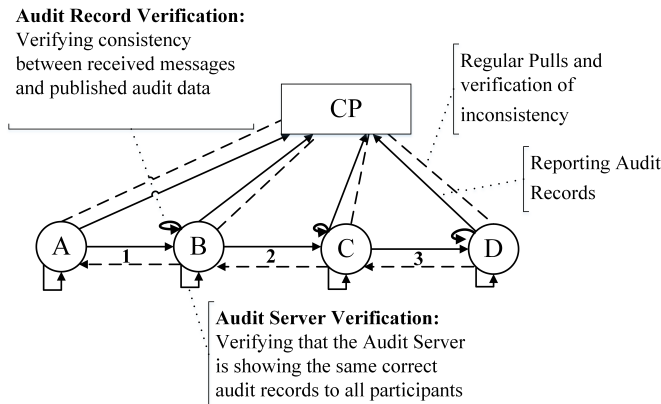 Audit Record Verification:
Verifying consistency
between received messages
and published audit data
CP
Regular Pulls and
verification of
inconsistency
Reporting Audit
Records
A
1
B
2
C
3
D
Audit Server Verification:
Verifying that the Audit Server
is showing the same correct
audit records to all participants